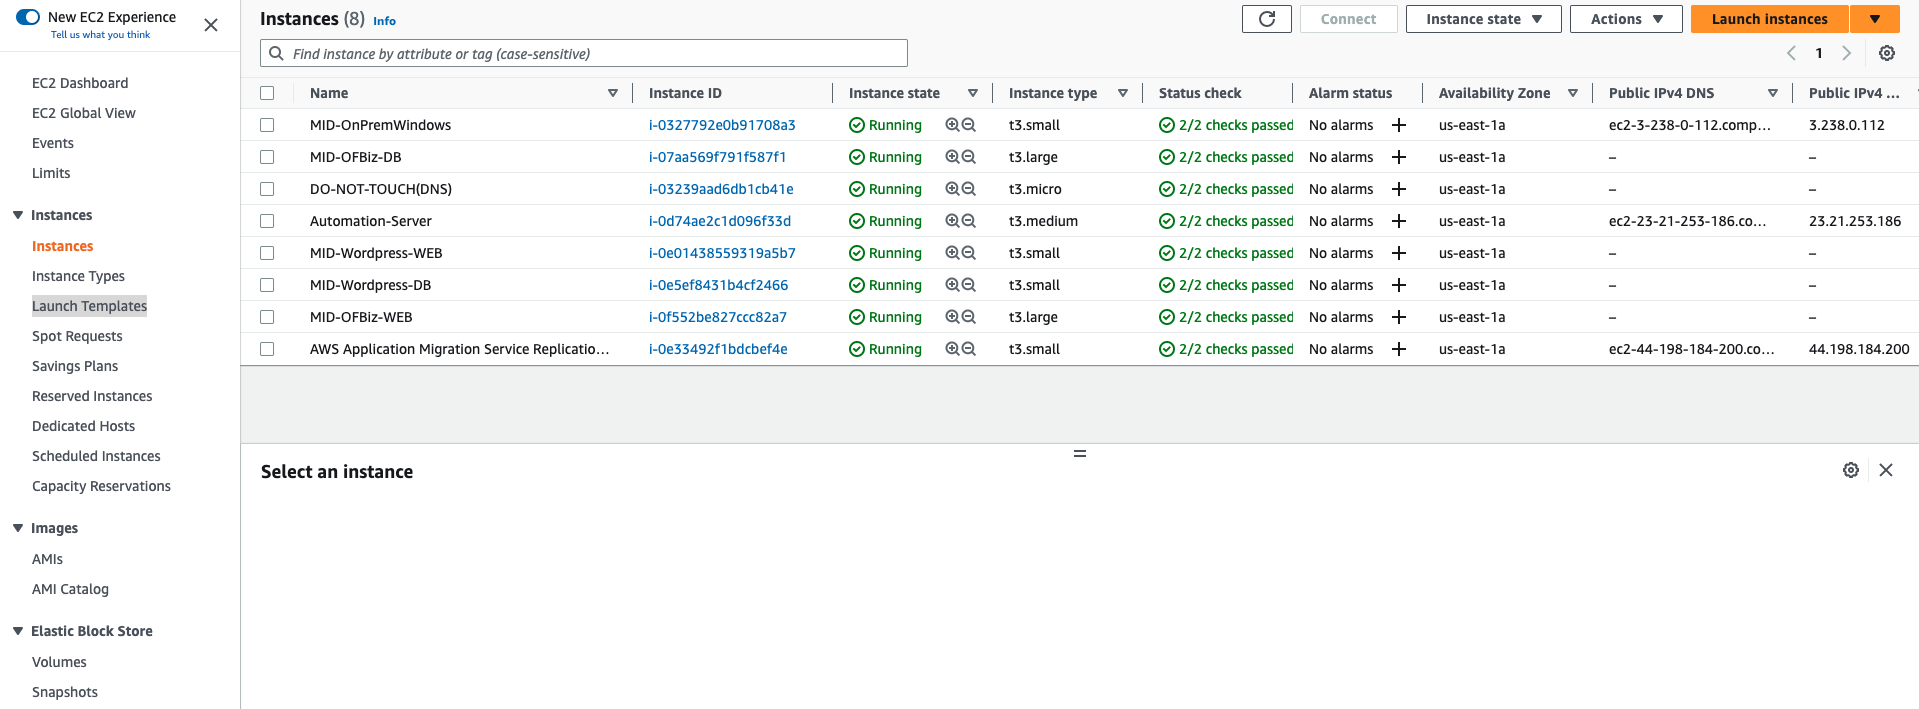 New EC2 Experience
Tell us what you think
EC2 Dashboard
EC2 Global View
Events
Limits
Instances
Instances
Instance Types
Launch Templates
Spot Requests
Savings Plans
Reserved Instances
Dedicated Hosts
Scheduled Instances
Capacity Reservations
Images
AMIs
AMI Catalog
Elastic Block Store
Volumes
Snapshots
Instances (8) Info
Connect Instance state Actions Launch instances
Find instance by attribute or tag (case-sensitive)
1
Name Instance ID Instance state Instance type Status check Alarm status Availability Zone Public IPv4 DNS Public IPv4 ...
MID-OnPremWindows i-0327792e0b91708a3 Running t3.small 2/2 checks passed No alarms + us-east-1a ec2-3-238-0-112.comp... 3.238.0.112
MID-OFBiz-DB i-07aa569f791f587f1 Running t3.large 2/2 checks passed No alarms + us-east-1a – –
DO-NOT-TOUCH(DNS) i-03239aad6db1cb41e Running t3.micro 2/2 checks passed No alarms + us-east-1a – –
Automation-Server i-0d74ae2c1d096f33d Running t3.medium 2/2 checks passed No alarms + us-east-1a ec2-23-21-253-186.co... 23.21.253.186
MID-Wordpress-WEB i-0e01438559319a5b7 Running t3.small 2/2 checks passed No alarms + us-east-1a – –
MID-Wordpress-DB i-0e5ef8431b4cf2466 Running t3.small 2/2 checks passed No alarms + us-east-1a – –
MID-OFBiz-WEB i-0f552be827ccc82a7 Running t3.large 2/2 checks passed No alarms + us-east-1a – –
AWS Application Migration Service Replicatio... i-0e33492f1bdcbef4e Running t3.small 2/2 checks passed No alarms + us-east-1a ec2-44-198-184-200.co... 44.198.184.200
Select an instance